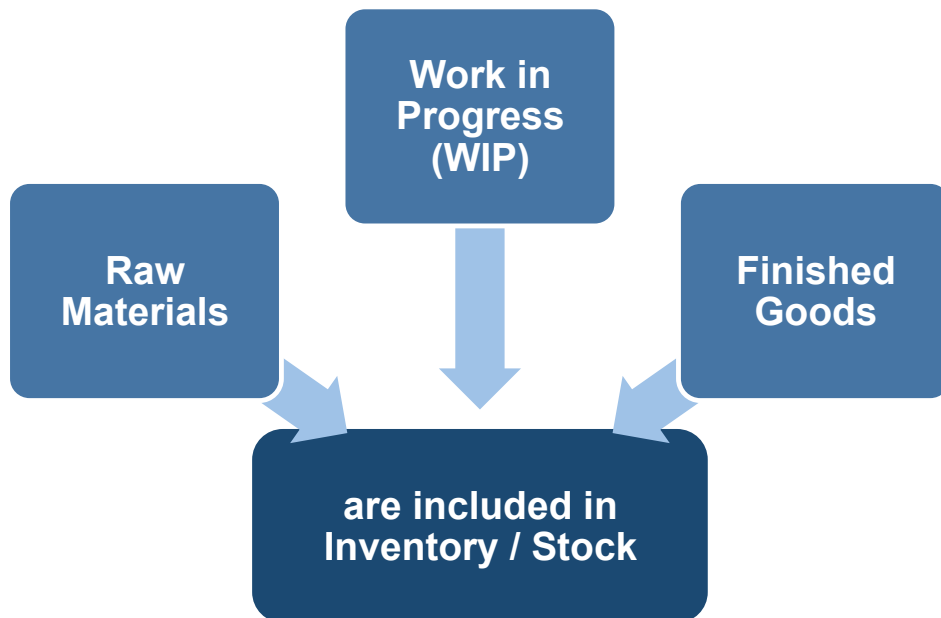 Work in
Progress
(WIP)
Raw
Materials
Finished
Goods
are included in
Inventory / Stock